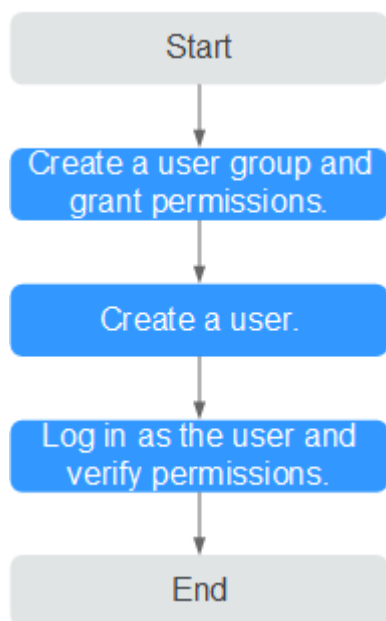 Start
Create a user group and
grant permissions.
Create a user.
Log in as the user and
verify permissions.
End